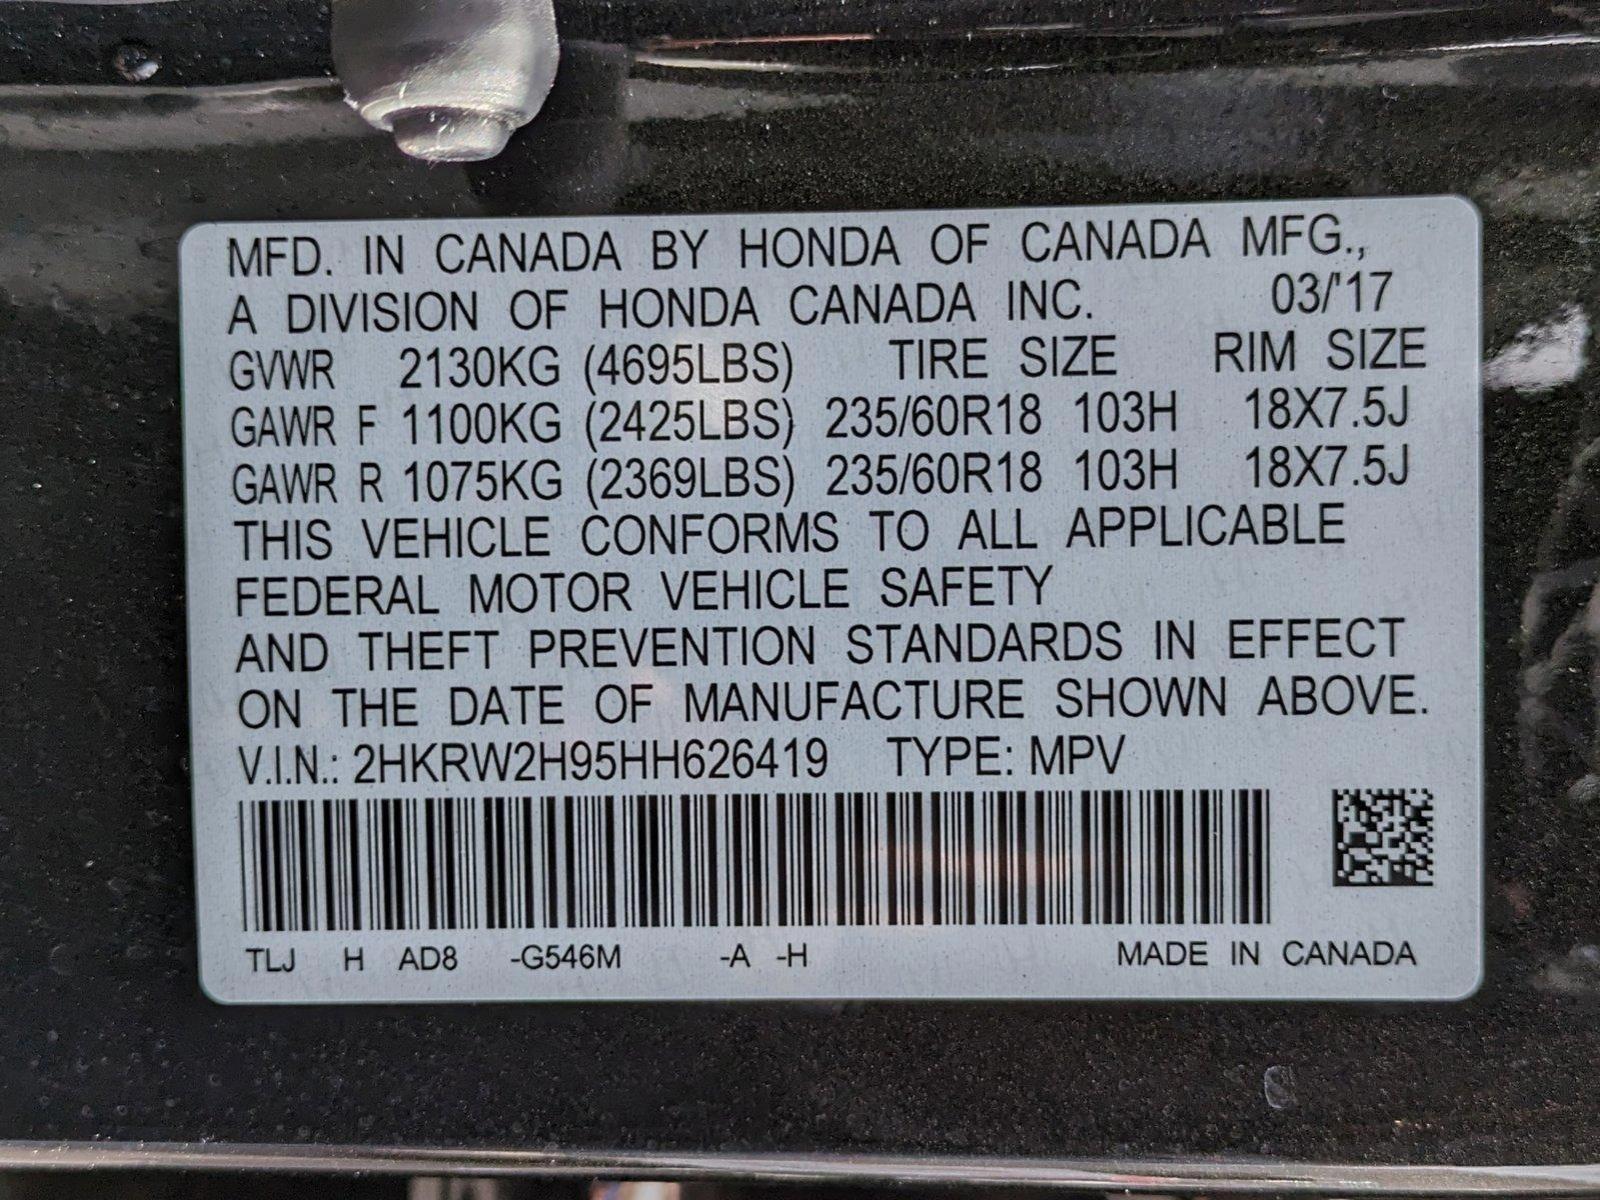 MFD. IN CANADA BY HONDA OF CANADA MFG.,
A DIVISION OF HONDA CANADA INC. 03/'17
GVWR 2130KG (4695LBS) TIRE SIZE RIM SIZE
GAWR F 1100KG (2425LBS) 235/60R18 103H 18X7.5J
GAWR R 1075KG (2369LBS) 235/60R18 103H 18X7.5J
THIS VEHICLE CONFORMS TO ALL APPLICABLE
FEDERAL MOTOR VEHICLE SAFETY
AND THEFT PREVENTION STANDARDS IN EFFECT
ON THE DATE OF MANUFACTURE SHOWN ABOVE.
V.I.N.: 2HKRW2H95HH626419 TYPE: MPV
TLJ H AD8 -G546M -A -H MADE IN CANADA